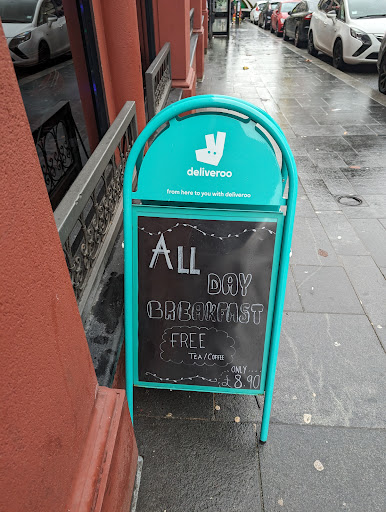 deliveroo
from here to you with deliveroo
ALL
DAY
BREAKFAST
FREE
TEA/COFFEE
ONLY
£8.90